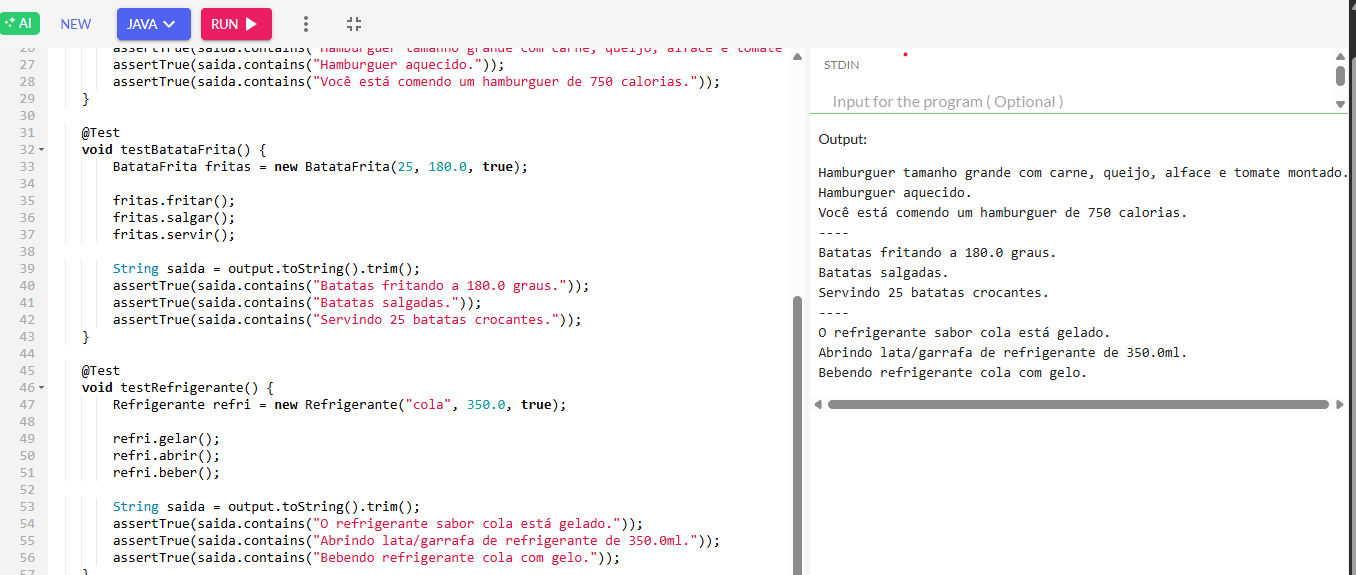 AI NEW JAVA RUN
26 assertTrue(saida.contains("Hamburguer tamanho grande com carne, queijo, alface e tomate
27 assertTrue(saida.contains("Hamburguer aquecido."));
28 assertTrue(saida.contains("Você está comendo um hamburguer de 750 calorias."));
29 }
30
31 @Test
32 void testBatataFrita() {
33 BatataFrita fritas = new BatataFrita(25, 180.0, true);
34
35 fritas.fritar();
36 fritas.salgar();
37 fritas.servir();
38
39 String saida = output.toString().trim();
40 assertTrue(saida.contains("Batatas fritando a 180.0 graus."));
41 assertTrue(saida.contains("Batatas salgadas."));
42 assertTrue(saida.contains("Servindo 25 batatas crocantes."));
43 }
44
45 @Test
46 void testRefrigerante() {
47 Refrigerante refri = new Refrigerante("cola", 350.0, true);
48
49 refri.gelar();
50 refri.abrir();
51 refri.beber();
52
53 String saida = output.toString().trim();
54 assertTrue(saida.contains("O refrigerante sabor cola está gelado."));
55 assertTrue(saida.contains("Abrindo lata/garrafa de refrigerante de 350.0ml."));
56 assertTrue(saida.contains("Bebendo refrigerante cola com gelo."));
57 }
STDIN
Input for the program ( Optional )
Output:
Hamburguer tamanho grande com carne, queijo, alface e tomate montado.
Hamburguer aquecido.
Você está comendo um hamburguer de 750 calorias.
----
Batatas fritando a 180.0 graus.
Batatas salgadas.
Servindo 25 batatas crocantes.
----
O refrigerante sabor cola está gelado.
Abrindo lata/garrafa de refrigerante de 350.0ml.
Bebendo refrigerante cola com gelo.